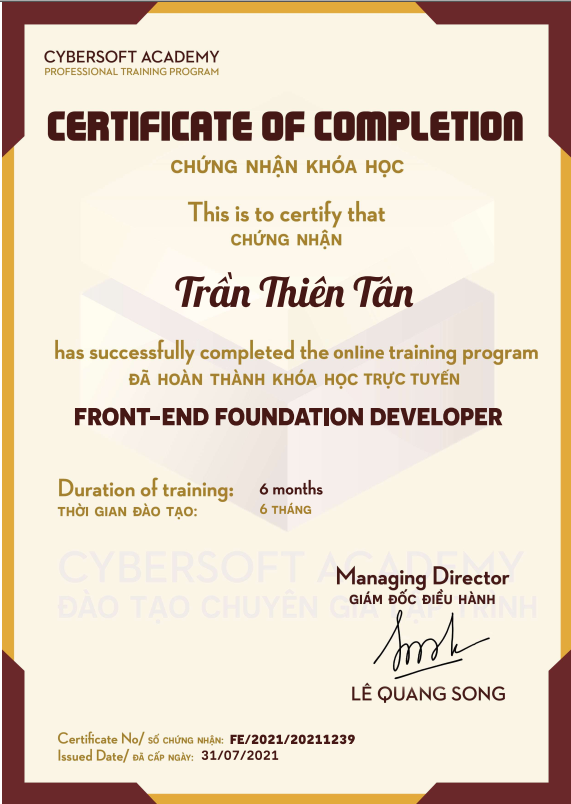 CYBERSOFT ACADEMY
PROFESSIONAL TRAINING PROGRAM
CERTIFICATE OF COMPLETION
CHỨNG NHẬN KHÓA HỌC
This is to certify that
CHỨNG NHẬN
Trần Thiên Tân
has successfully completed the online training program
ĐÃ HOÀN THÀNH KHÓA HỌC TRỰC TUYẾN
FRONT-END FOUNDATION DEVELOPER
Duration of training: 6 months
THỜI GIAN ĐÀO TẠO: 6 THÁNG
CYBERSOFT ACADEMY
ĐÀO TẠO CHUYÊN GIA LẬP TRÌNH
Managing Director
GIÁM ĐỐC ĐIỀU HÀNH
LÊ QUANG SONG
Certificate No/ SỐ CHỨNG NHẬN: FE/2021/20211239
Issued Date/ ĐÃ CẤP NGÀY: 31/07/2021